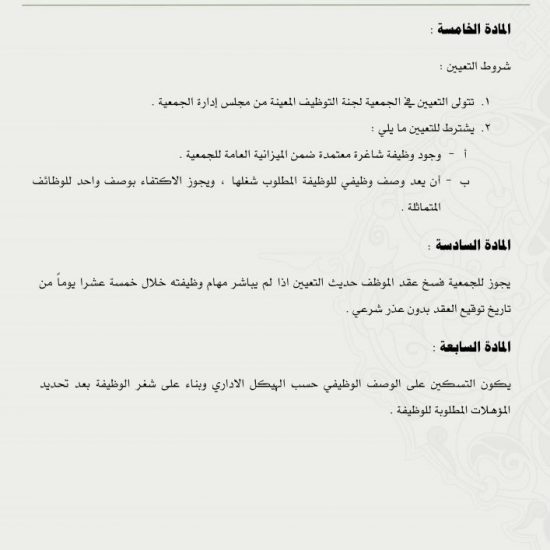 المادة الخامسة :
شروط التعيين :
١. تتولى التعيين في الجمعية لجنة التوظيف المعينة من مجلس إدارة الجمعية .
٢. يشترط للتعيين ما يلي :
أ - وجود وظيفة شاغرة معتمدة ضمن الميزانية العامة للجمعية .
ب - أن يعد وصف وظيفي للوظيفة المطلوب شغلها ، ويجوز الاكتفاء بوصف واحد للوظائف
المتماثلة .
المادة السادسة :
يجوز للجمعية فسخ عقد الموظف حديث التعيين اذا لم يباشر مهام وظيفته خلال خمسة عشرا يوماً من
تاريخ توقيع العقد بدون عذر شرعي .
المادة السابعة :
يكون التسكين على الوصف الوظيفي حسب الهيكل الاداري وبناء على شغر الوظيفة بعد تحديد
المؤهلات المطلوبة للوظيفة .